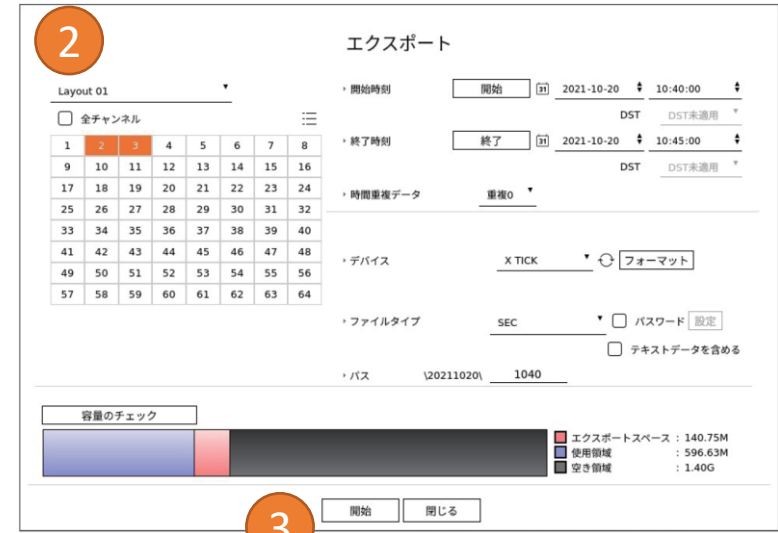 2
エクスポート
Layout 01
全チャンネル
1 2 3 4 5 6 7 8
9 10 11 12 13 14 15 16
17 18 19 20 21 22 23 24
25 26 27 28 29 30 31 32
33 34 35 36 37 38 39 40
41 42 43 44 45 46 47 48
49 50 51 52 53 54 55 56
57 58 59 60 61 62 63 64
開始時刻 開始 31 2021-10-20 10:40:00
DST DST未適用
終了時刻 終了 31 2021-10-20 10:45:00
DST DST未適用
時間重複データ 重複0
デバイス X TICK フォーマット
ファイルタイプ SEC パスワード 設定
テキストデータを含める
パス \20211020\ 1040
容量のチェック
エクスポートスペース : 140.75M
使用領域 : 596.63M
空き領域 : 1.40G
3
開始 閉じる